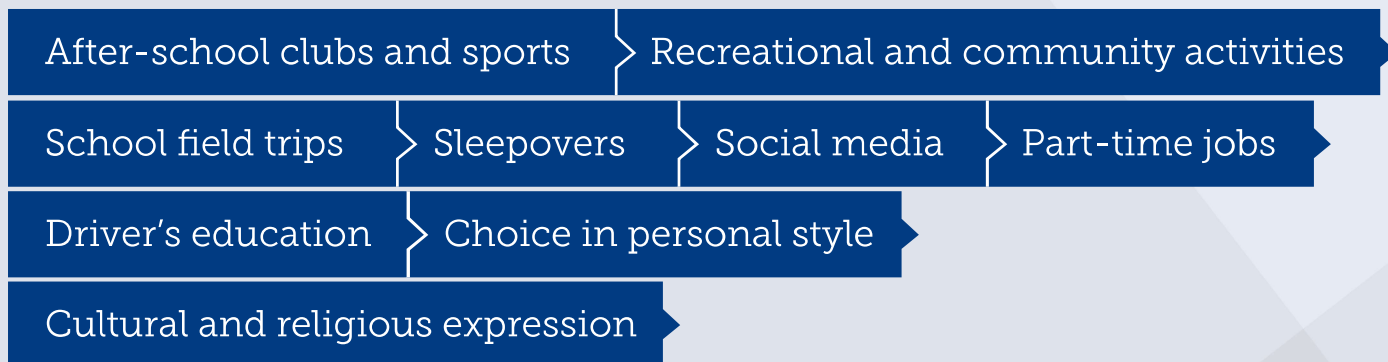 After-school clubs and sports Recreational and community activities
School field trips Sleepovers Social media Part-time jobs
Driver’s education Choice in personal style
Cultural and religious expression